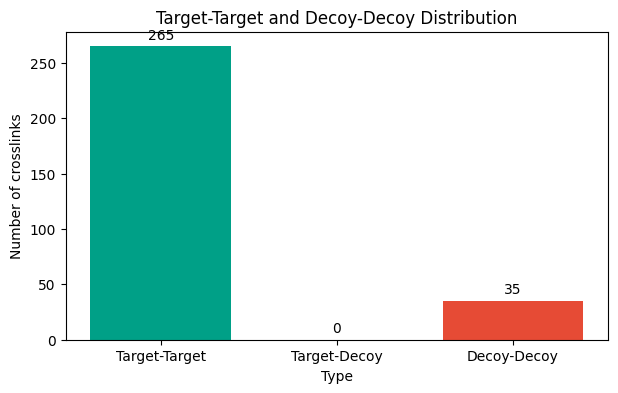 Target-Target and Decoy-Decoy Distribution
265
0
35
250
200
150
100
50
0
Number of crosslinks
Target-Target
Target-Decoy
Decoy-Decoy
Type